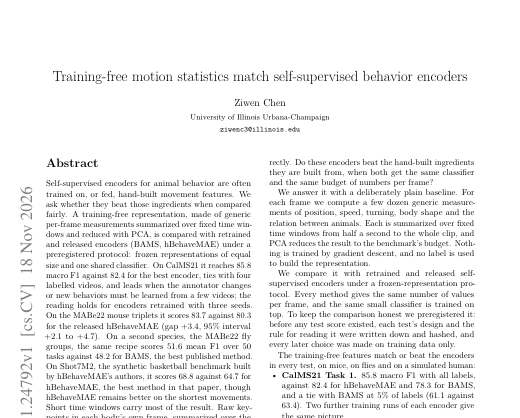 Training-free motion statistics match self-supervised behavior encoders
Ziwen Chen
University of Illinois Urbana-Champaign
ziwenc3@illinois.edu
.24792v1 [cs.CV] 18 Nov 2026
Abstract
Self-supervised encoders for animal behavior are often
trained on, or fed, hand-built movement features. We
ask whether they beat those ingredients when compared
fairly. A training-free representation, made of generic
per-frame measurements summarized over fixed time win-
dows and reduced with PCA, is compared with retrained
and released encoders (BAMS, hBehaveMAE) under a
preregistered protocol: frozen representations of equal
size and one shared classifier. On CalMS21 it reaches 85.8
macro F1 against 82.4 for the best encoder, ties with four
labelled videos, and leads when the annotator changes
or new behaviors must be learned from a few videos; the
reading holds for encoders retrained with three seeds.
On the MABe22 mouse triplets it scores 83.7 against 80.3
for the released hBehaveMAE (gap +3.4, 95% interval
+2.1 to +4.7). On a second species, the MABe22 fly
groups, the same recipe scores 51.6 mean F1 over 50
tasks against 48.2 for BAMS, the best published method.
On Shot7M2, the synthetic basketball benchmark built
by hBehaveMAE's authors, it scores 68.8 against 64.7 for
hBehaveMAE, the best method in that paper, though
hBehaveMAE remains better on the shortest movements.
Short time windows carry most of the result. Raw key-
points in each body's own frame, summarized over the
rectly. Do these encoders beat the hand-built ingredients
they are built from, when both get the same classifier
and the same budget of numbers per frame?
We answer it with a deliberately plain baseline. For
each frame we compute a few dozen generic measure-
ments of position, speed, turning, body shape and the
relation between animals. Each is summarized over fixed
time windows from half a second to the whole clip, and
PCA reduces the result to the benchmark's budget. Noth-
ing is trained by gradient descent, and no label is used
to build the representation.
We compare it with retrained and released self-
supervised encoders under a frozen-representation pro-
tocol. Every method gives the same number of values
per frame, and the same small classifier is trained on
top. To keep the comparison honest we preregistered it:
before any test score existed, each test's design and the
rule for reading it were written down and hashed, and
every later choice was made on training data only.
The training-free features match or beat the encoders
in every test, on mice, on flies and on a simulated human:
• CalMS21 Task 1. 85.8 macro F1 with all labels,
against 82.4 for hBehaveMAE and 78.3 for BAMS,
and a tie with BAMS at 5% of labels (61.1 against
63.4). Two further training runs of each encoder give
the same picture.